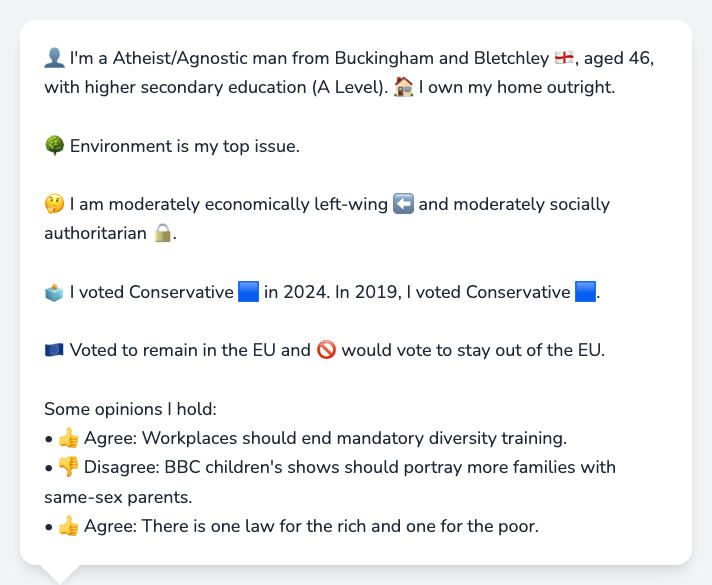 👤 I'm a Atheist/Agnostic man from Buckingham and Bletchley 🏴󠁧󠁢󠁥󠁮󠁧󠁿, aged 46,
with higher secondary education (A Level). 🏠 I own my home outright.
🌳 Environment is my top issue.
🤔 I am moderately economically left-wing ⬅️ and moderately socially
authoritarian 🔒.
🗳️ I voted Conservative 🟦 in 2024. In 2019, I voted Conservative 🟦.
🇪🇺 Voted to remain in the EU and 🚫 would vote to stay out of the EU.
Some opinions I hold:
• 👍 Agree: Workplaces should end mandatory diversity training.
• 👎 Disagree: BBC children's shows should portray more families with
same-sex parents.
• 👍 Agree: There is one law for the rich and one for the poor.